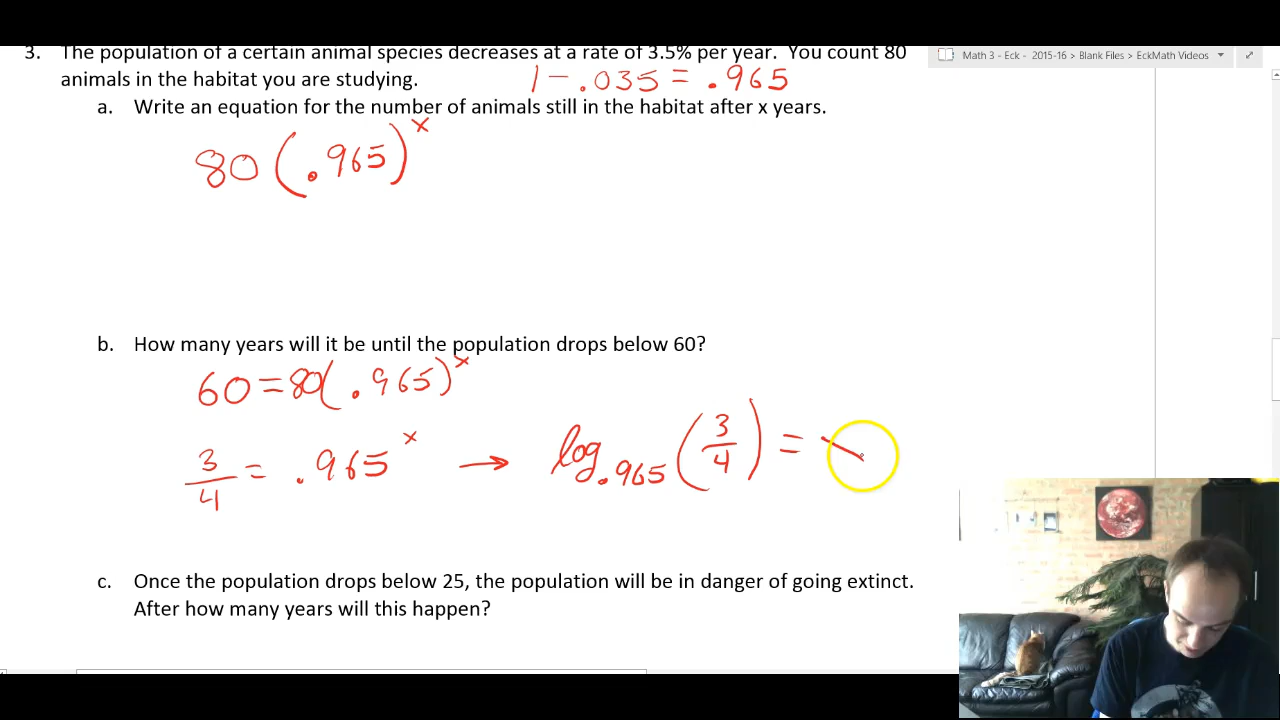 3. The population of a certain animal species decreases at a rate of 3.5% per year. You count 80
Math 3 - Eck - 2015-16 > Blank Files > EckMath Videos
animals in the habitat you are studying.
1 - .035 = .965
a. Write an equation for the number of animals still in the habitat after x years.
80 (.965)^x
b. How many years will it be until the population drops below 60?
60 = 80(.965)^x
3/4 = .965^x → log_.965 (3/4) =
c. Once the population drops below 25, the population will be in danger of going extinct.
After how many years will this happen?